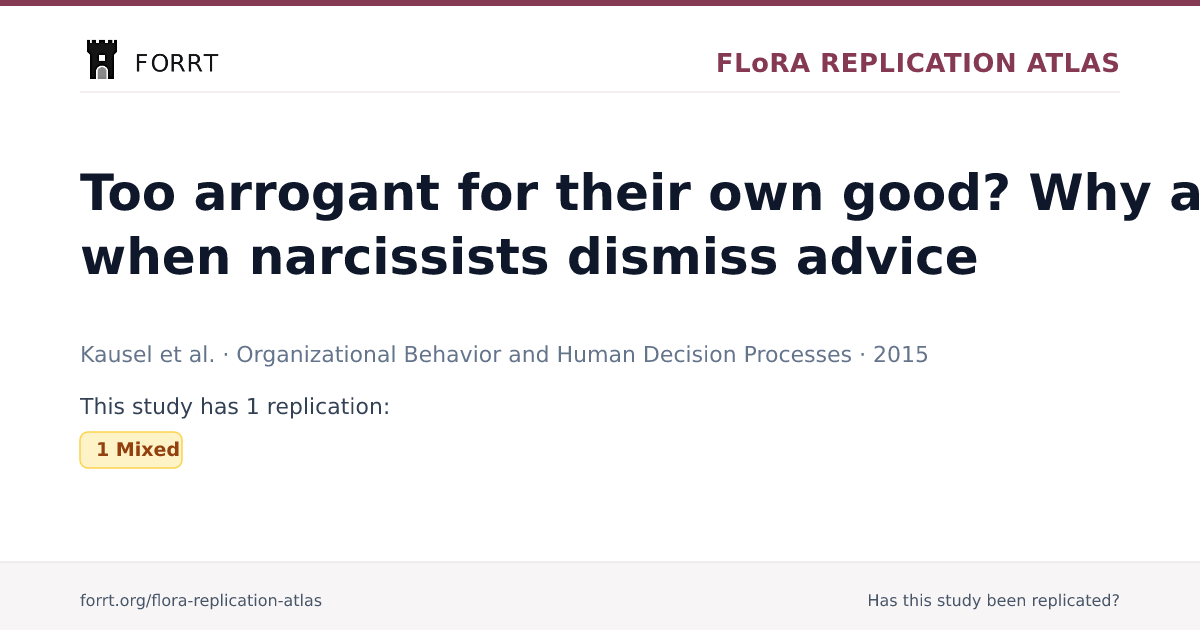 FORRT
FLoRA REPLICATION ATLAS
Too arrogant for their own good? Why a
when narcissists dismiss advice
Kausel et al. · Organizational Behavior and Human Decision Processes · 2015
This study has 1 replication:
1 Mixed
forrt.org/flora-replication-atlas
Has this study been replicated?